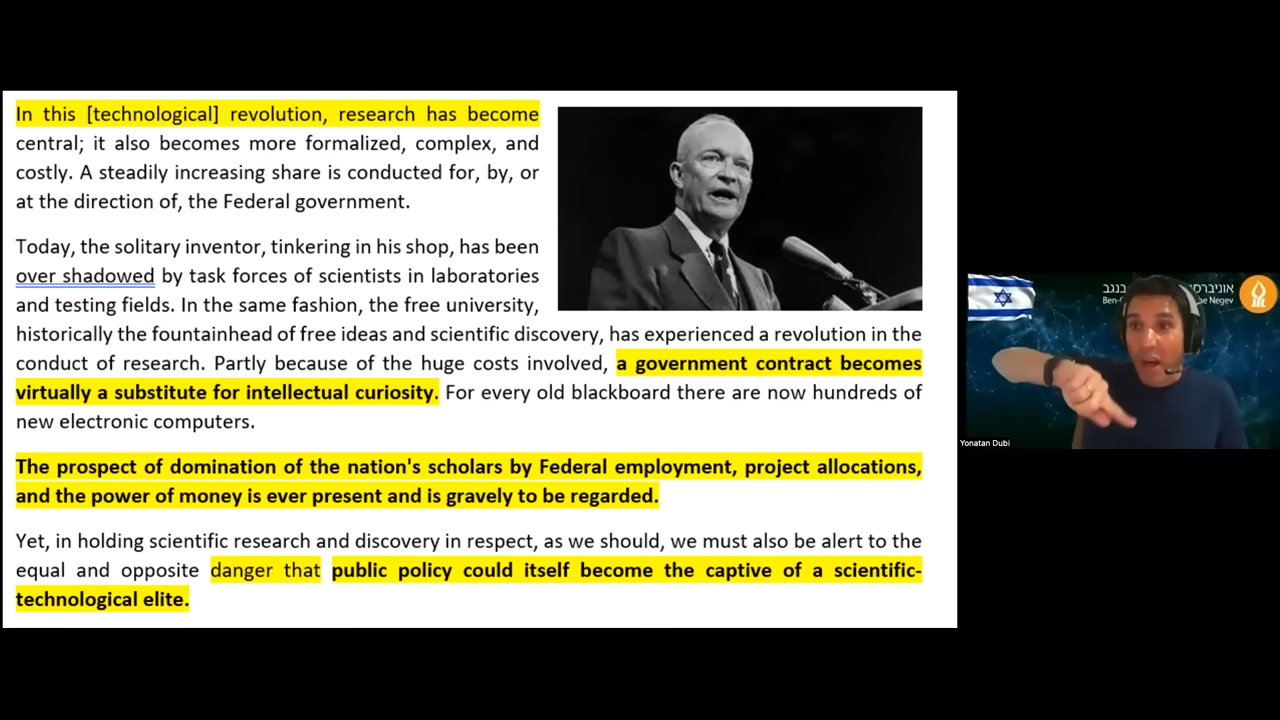 In this [technological] revolution, research has become
central; it also becomes more formalized, complex, and
costly. A steadily increasing share is conducted for, by, or
at the direction of, the Federal government.
Today, the solitary inventor, tinkering in his shop, has been
over shadowed by task forces of scientists in laboratories
and testing fields. In the same fashion, the free university,
historically the fountainhead of free ideas and scientific discovery, has experienced a revolution in the
conduct of research. Partly because of the huge costs involved, a government contract becomes
virtually a substitute for intellectual curiosity. For every old blackboard there are now hundreds of
new electronic computers.
The prospect of domination of the nation's scholars by Federal employment, project allocations,
and the power of money is ever present and is gravely to be regarded.
Yet, in holding scientific research and discovery in respect, as we should, we must also be alert to the
equal and opposite danger that public policy could itself become the captive of a scientific-
technological elite.
בנגב
Negev
Yonatan Dubi